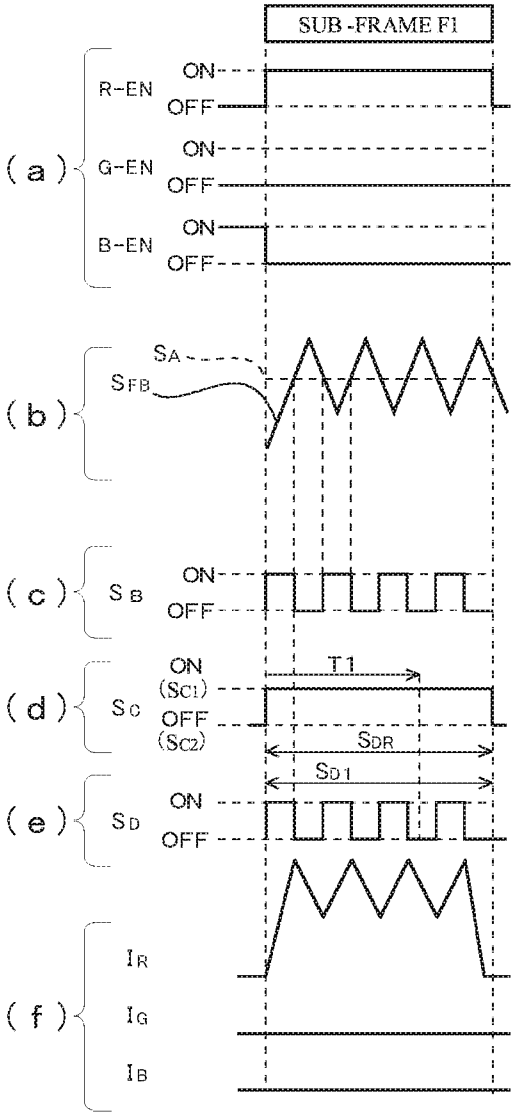 SUB-FRAME F1
(a)
R-EN ON
OFF
G-EN ON
OFF
B-EN ON
OFF
(b)
SA
SFB
(c)
SB ON
OFF
(d)
SC ON
(SC1)
OFF
(SC2)
T1
SDR
SD1
(e)
SD ON
OFF
(f)
IR
IG
IB